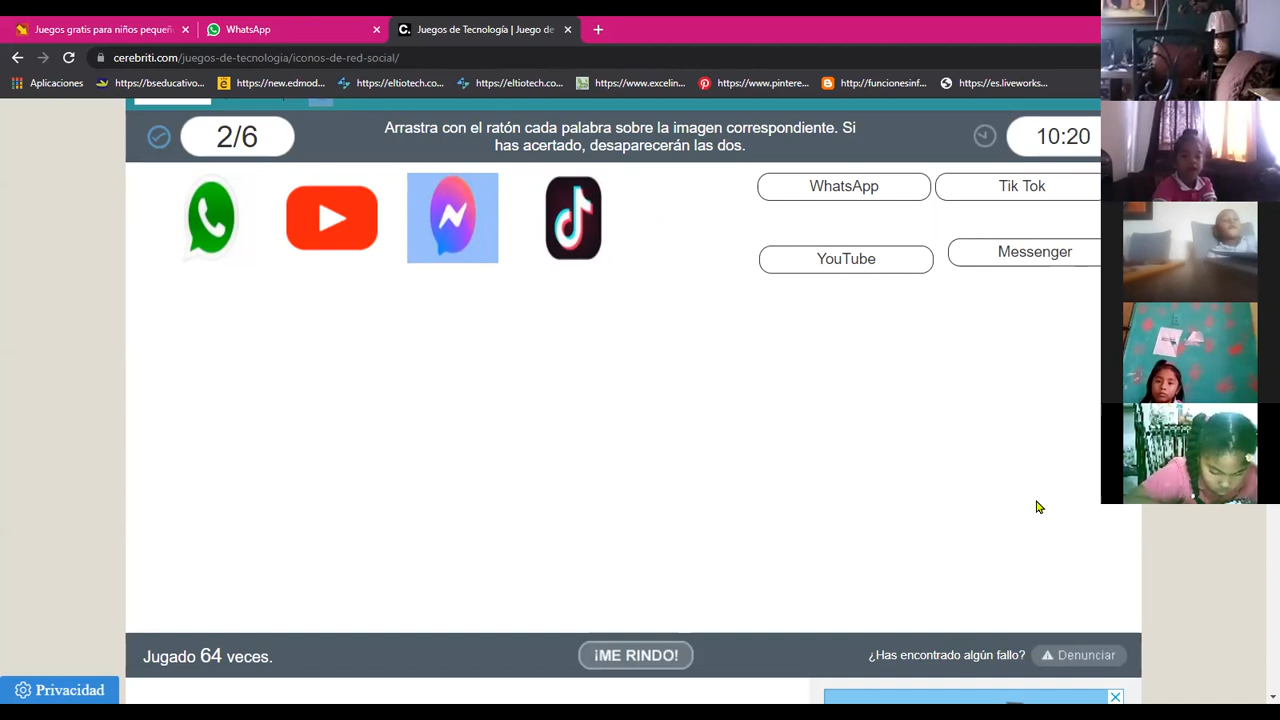 Juegos gratis para niños pequeñ
WhatsApp
C. Juegos de Tecnología | Juego de
cerebriti.com/juegos-de-tecnologia/iconos-de-red-social/
Aplicaciones https://bseducativo... https://new.edmod... https://eltiotech.co... https://eltiotech.co... https://www.excelin... https://www.pintere... http://funcionesinf... https://es.livewors...
2/6
Arrastra con el ratón cada palabra sobre la imagen correspondiente. Si
has acertado, desaparecerán las dos.
10:20
WhatsApp
Tik Tok
YouTube
Messenger
Jugado 64 veces.
¡ME RINDO!
¿Has encontrado algún fallo? Denunciar
Privacidad